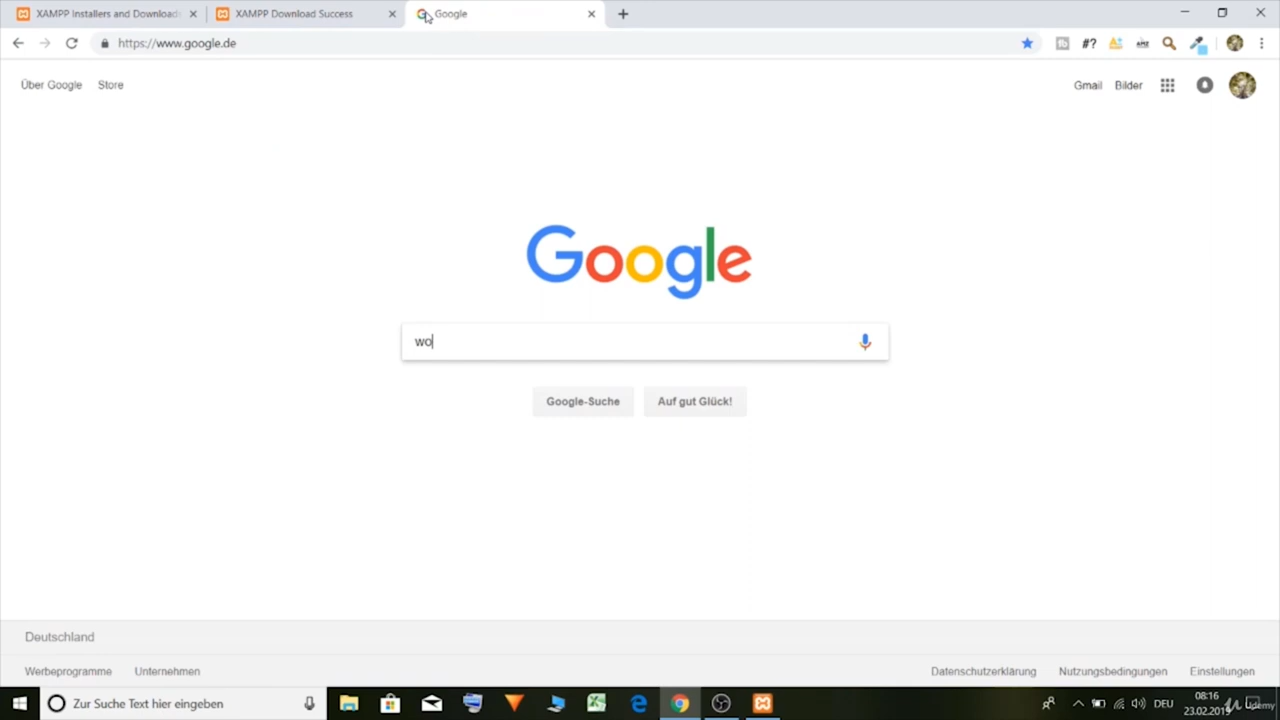 XAMPP Installers and Downloads
XAMPP Download Success
Google
https://www.google.de
#?
Über Google
Store
Gmail
Bilder
Google
wo
Google-Suche
Auf gut Glück!
Deutschland
Werbeprogramme
Unternehmen
Datenschutzerklärung
Nutzungsbedingungen
Einstellungen
Zur Suche Text hier eingeben
DEU
08:16
23.02.2019
Udemy